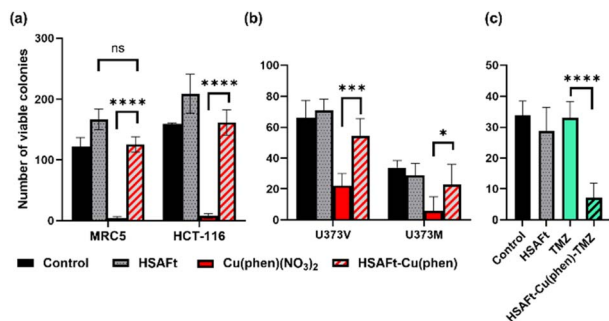 (a)
Number of viable colonies
300
200
100
0
ns
****
****
MRC5
HCT-116
(b)
80
60
40
20
0
***
*
U373V
U373M
(c)
40
30
20
10
0
****
Control
HSAFt
TMZ
HSAFt-Cu(phen)-TMZ
Control
HSAFt
Cu(phen)(NO₃)₂
HSAFt-Cu(phen)